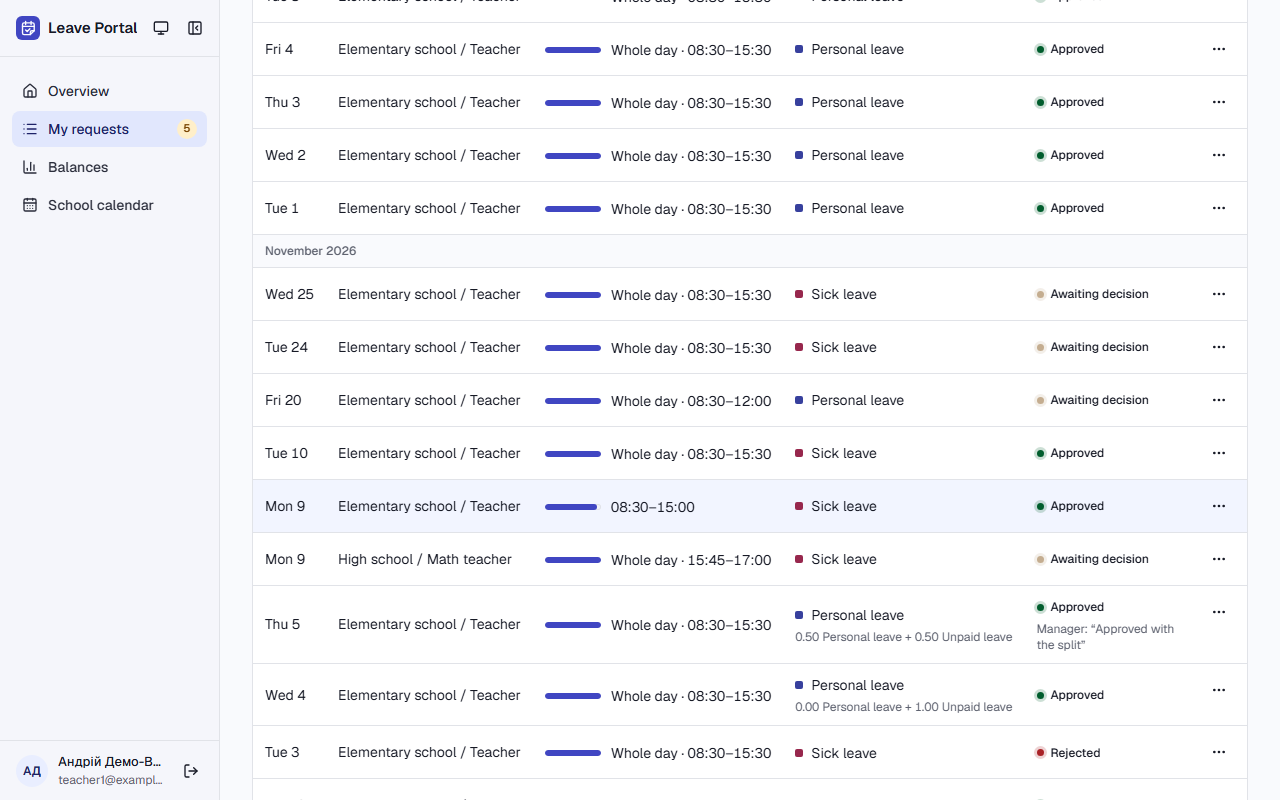 Leave Portal
Overview
My requests 5
Balances
School calendar
Fri 4 Elementary school / Teacher Whole day · 08:30–15:30 Personal leave Approved
Thu 3 Elementary school / Teacher Whole day · 08:30–15:30 Personal leave Approved
Wed 2 Elementary school / Teacher Whole day · 08:30–15:30 Personal leave Approved
Tue 1 Elementary school / Teacher Whole day · 08:30–15:30 Personal leave Approved
November 2026
Wed 25 Elementary school / Teacher Whole day · 08:30–15:30 Sick leave Awaiting decision
Tue 24 Elementary school / Teacher Whole day · 08:30–15:30 Sick leave Awaiting decision
Fri 20 Elementary school / Teacher Whole day · 08:30–12:00 Personal leave Awaiting decision
Tue 10 Elementary school / Teacher Whole day · 08:30–15:30 Sick leave Approved
Mon 9 Elementary school / Teacher 08:30–15:00 Sick leave Approved
Mon 9 High school / Math teacher Whole day · 15:45–17:00 Sick leave Awaiting decision
Thu 5 Elementary school / Teacher Whole day · 08:30–15:30 Personal leave Approved
0.50 Personal leave + 0.50 Unpaid leave
Manager: “Approved with
the split”
Wed 4 Elementary school / Teacher Whole day · 08:30–15:30 Personal leave Approved
0.00 Personal leave + 1.00 Unpaid leave
Tue 3 Elementary school / Teacher Whole day · 08:30–15:30 Sick leave Rejected
АД
Андрій Демо-В…
teacher1@exampl…